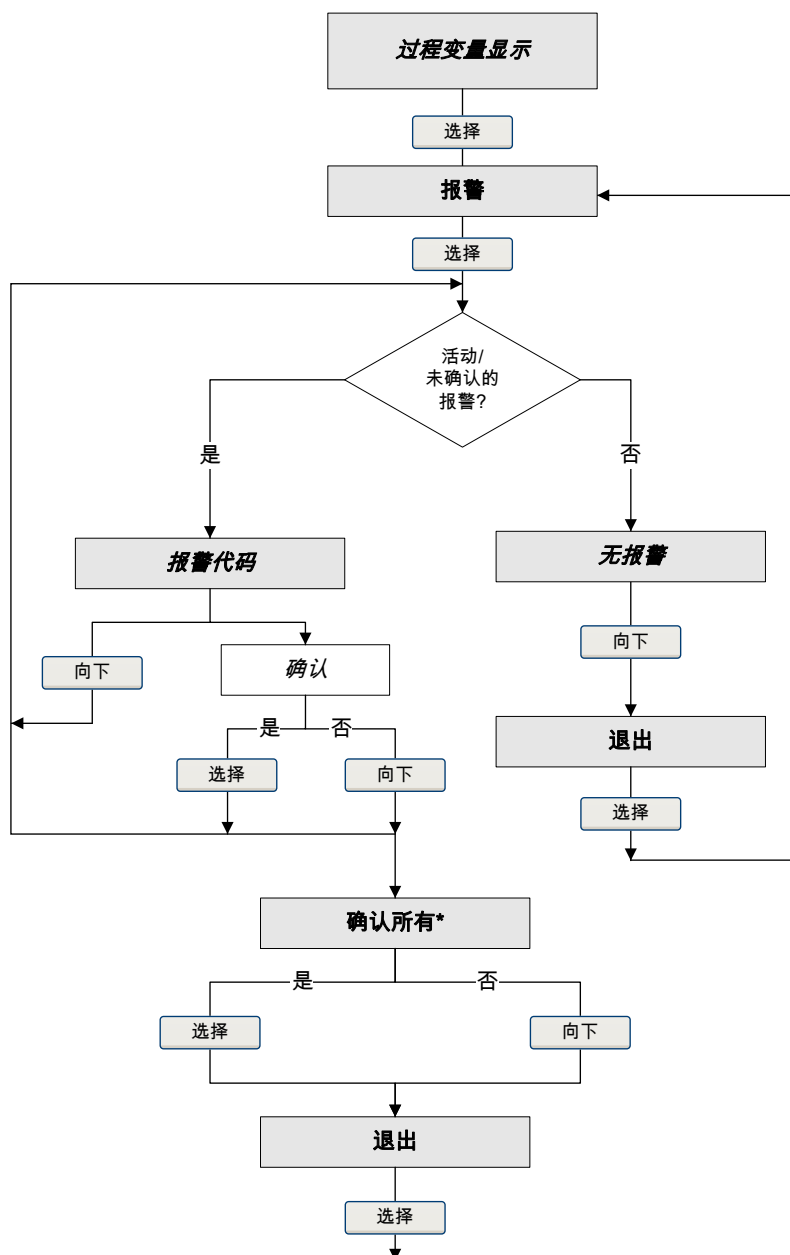 过程变量显示
选择
报警
选择
活动/
未确认的
报警?
是
否
报警代码
无报警
向下
确认
向下
是
否
退出
选择
向下
选择
确认所有*
是
否
选择
向下
退出
选择